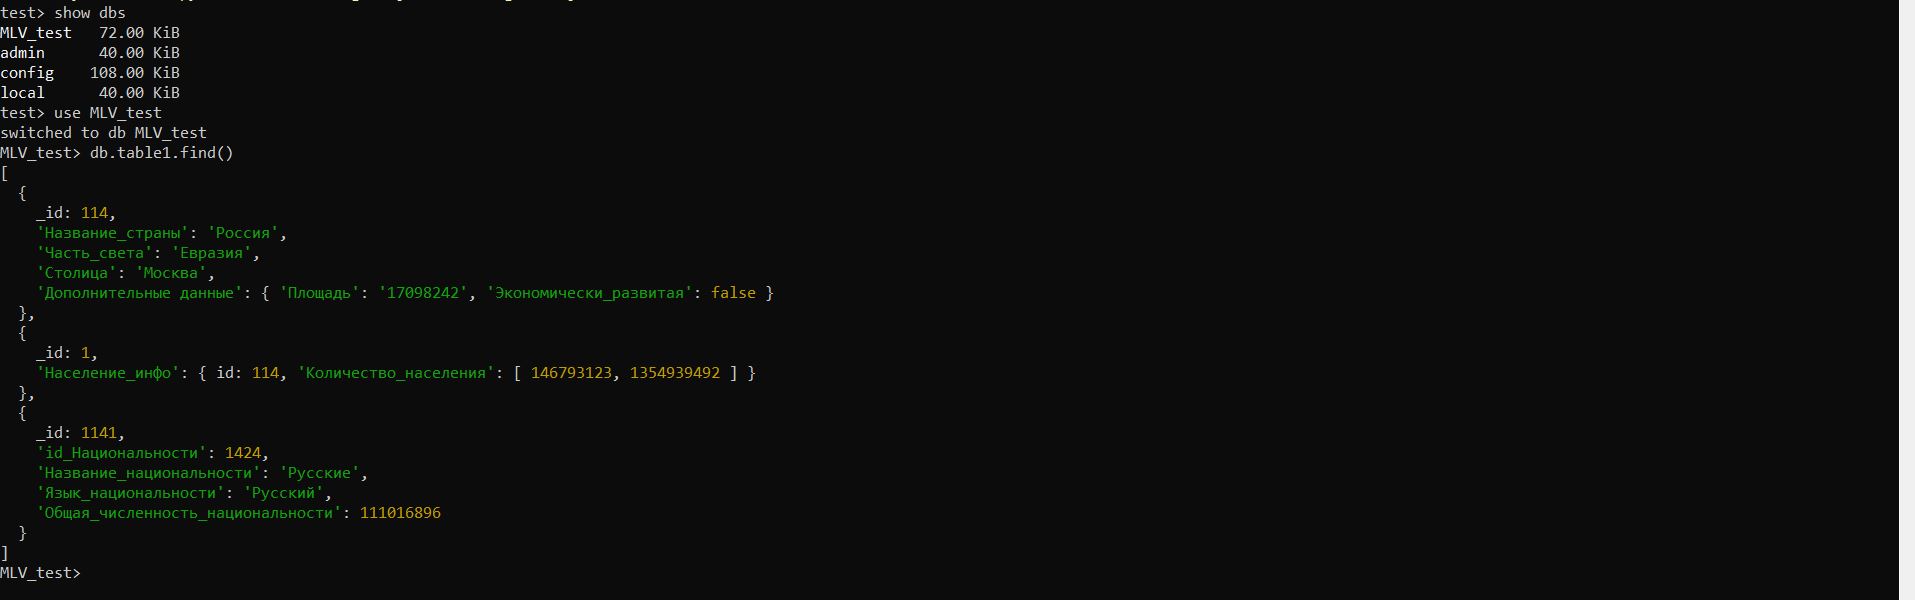 test> show dbs
MLV_test   72.00 KiB
admin      40.00 KiB
config    108.00 KiB
local      40.00 KiB
test> use MLV_test
switched to db MLV_test
MLV_test> db.table1.find()
[
  {
    _id: 114,
    'Название_страны': 'Россия',
    'Часть_света': 'Евразия',
    'Столица': 'Москва',
    'Дополнительные данные': { 'Площадь': '17098242', 'Экономически_развитая': false }
  },
  {
    _id: 1,
    'Население_инфо': { id: 114, 'Количество_населения': [ 146793123, 1354939492 ] }
  },
  {
    _id: 1141,
    'id_Национальности': 1424,
    'Название_национальности': 'Русские',
    'Язык_национальности': 'Русский',
    'Общая_численность_национальности': 111016896
  }
]
MLV_test>